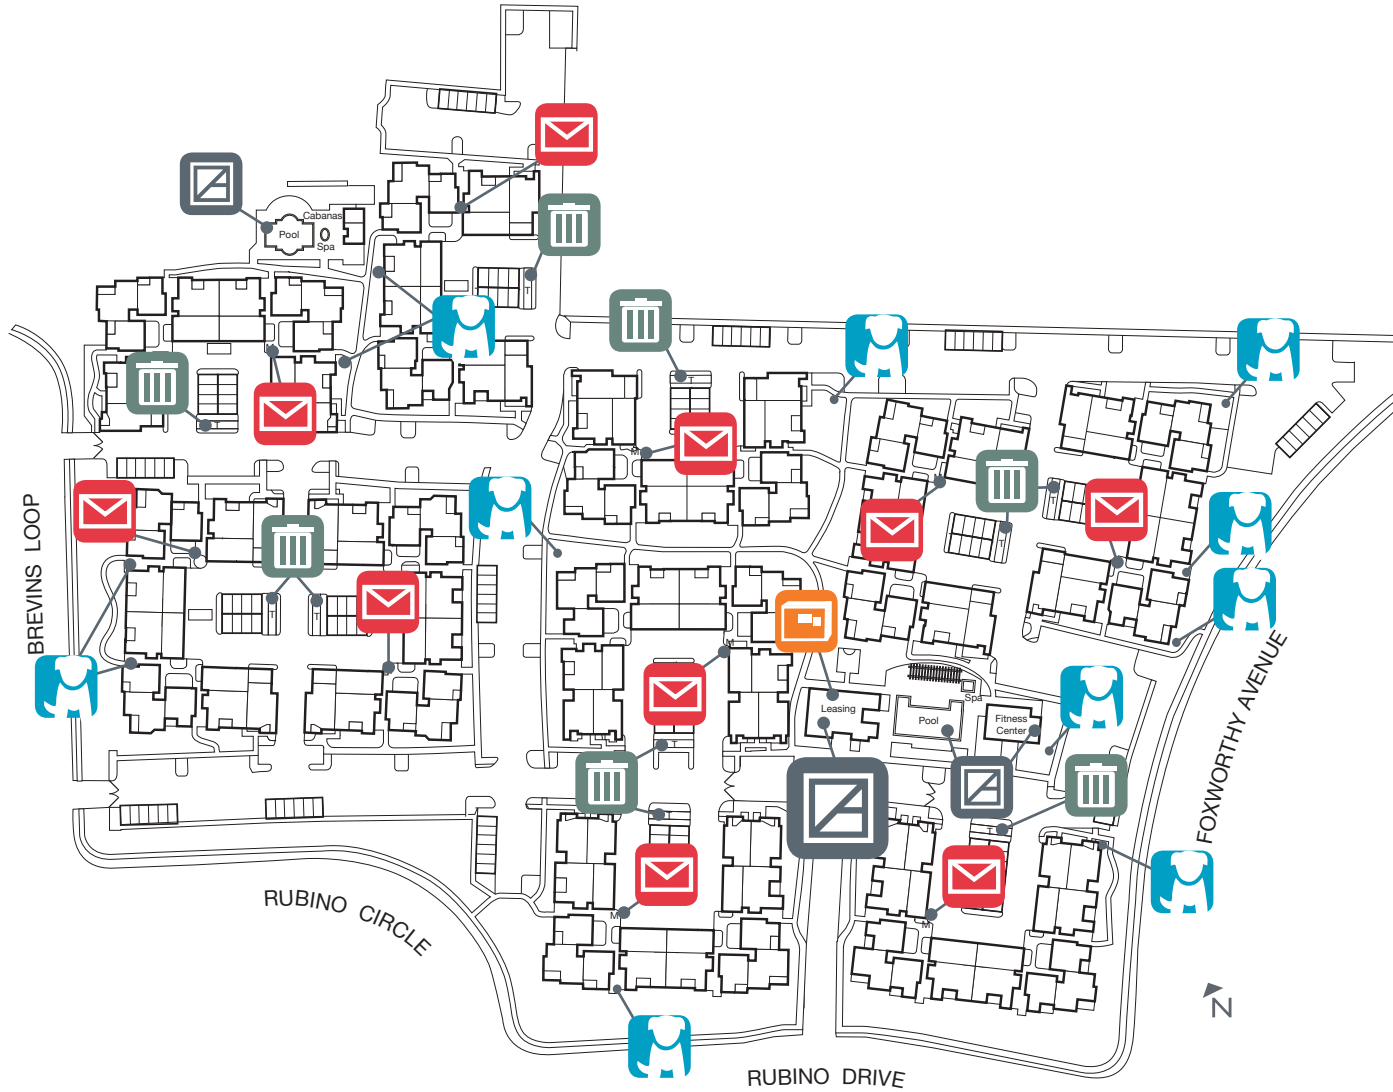 Cabanas
Pool
Spa
T
M
T
T
T
M
M
M
T
T
T
T
BREVINS LOOP
M
T
Spa
Leasing
Pool
Fitness
Center
T
M
M
FOXWORTHY AVENUE
RUBINO CIRCLE
N
RUBINO DRIVE